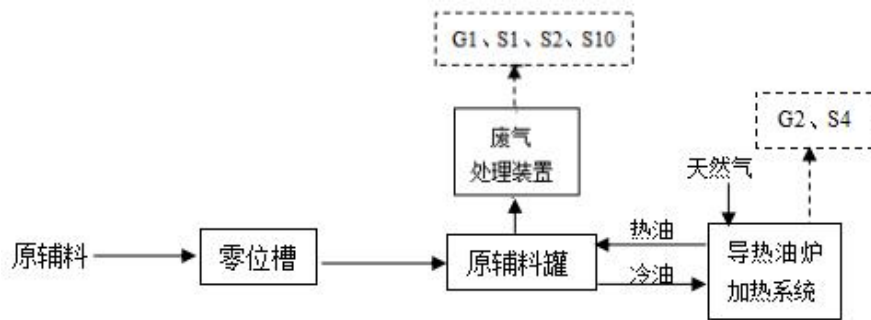 G1、S1、S2、S10
废气
处理装置
G2、S4
天然气
原辅料
零位槽
原辅料罐
热油
冷油
导热油炉
加热系统